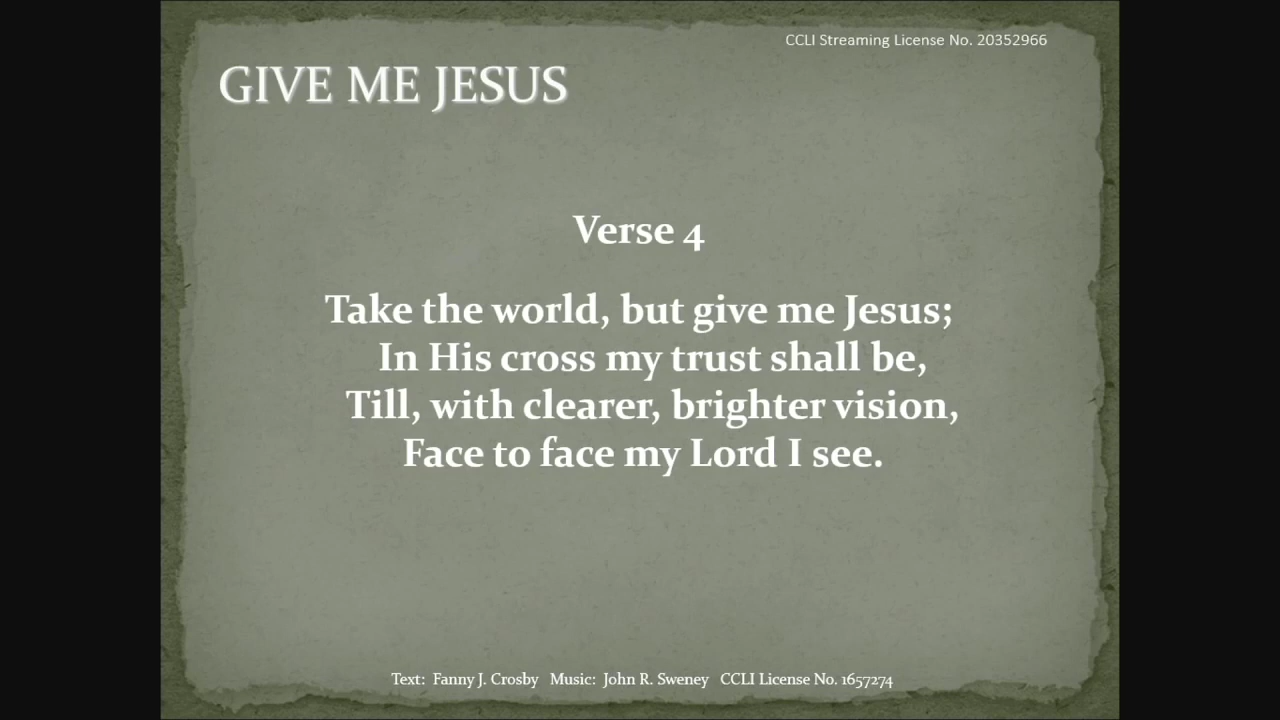 CCLI Streaming License No. 20352966
GIVE ME JESUS
Verse 4
Take the world, but give me Jesus;
In His cross my trust shall be,
Till, with clearer, brighter vision,
Face to face my Lord I see.
Text: Fanny J. Crosby Music: John R. Sweney CCLI License No. 1657274